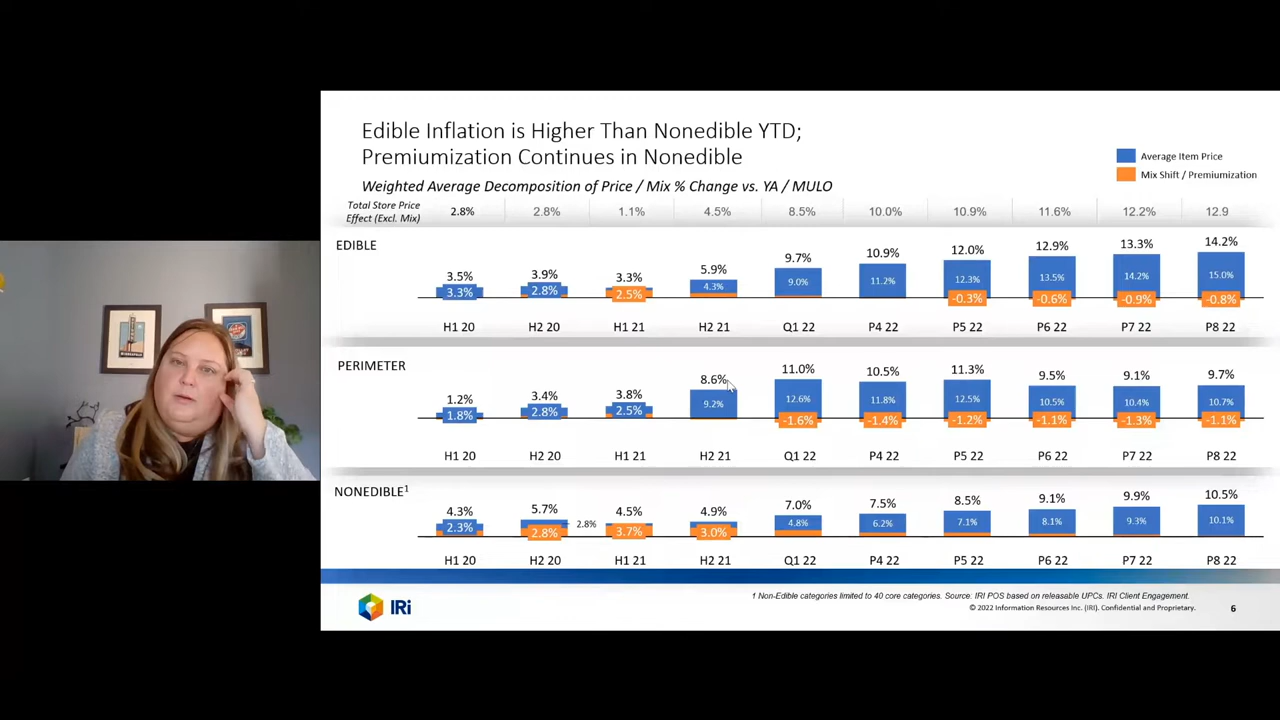 Edible Inflation is Higher Than Nonedible YTD;
Premiumization Continues in Nonedible
Average Item Price
Mix Shift / Premiumization
Weighted Average Decomposition of Price / Mix % Change vs. YA / MULO
Total Store Price
Effect (Excl. Mix)
2.8% 2.8% 1.1% 4.5% 8.5% 10.0% 10.9% 11.6% 12.2% 12.9
EDIBLE
3.5% 3.9% 3.3% 5.9% 9.7% 10.9% 12.0% 12.9% 13.3% 14.2%
3.3% 2.8% 2.5% 4.3% 9.0% 11.2% 12.3% 13.5% 14.2% 15.0%
-0.3% -0.6% -0.9% -0.8%
H1 20 H2 20 H1 21 H2 21 Q1 22 P4 22 P5 22 P6 22 P7 22 P8 22
PERIMETER
1.2% 3.4% 3.8% 8.6% 11.0% 10.5% 11.3% 9.5% 9.1% 9.7%
1.8% 2.8% 2.5% 9.2% 12.6% 11.8% 12.5% 10.5% 10.4% 10.7%
-1.6% -1.4% -1.2% -1.1% -1.3% -1.1%
H1 20 H2 20 H1 21 H2 21 Q1 22 P4 22 P5 22 P6 22 P7 22 P8 22
NONEDIBLE¹
4.3% 5.7% 4.5% 4.9% 7.0% 7.5% 8.5% 9.1% 9.9% 10.5%
2.3% 2.8% 2.8% 3.7% 3.0% 4.8% 6.2% 7.1% 8.1% 9.3% 10.1%
H1 20 H2 20 H1 21 H2 21 Q1 22 P4 22 P5 22 P6 22 P7 22 P8 22
IRi
1 Non-Edible categories limited to 40 core categories. Source: IRI POS based on releasable UPCs. IRI Client Engagement.
© 2022 Information Resources Inc. (IRI). Confidential and Proprietary.
6
MINNEAPOLIS